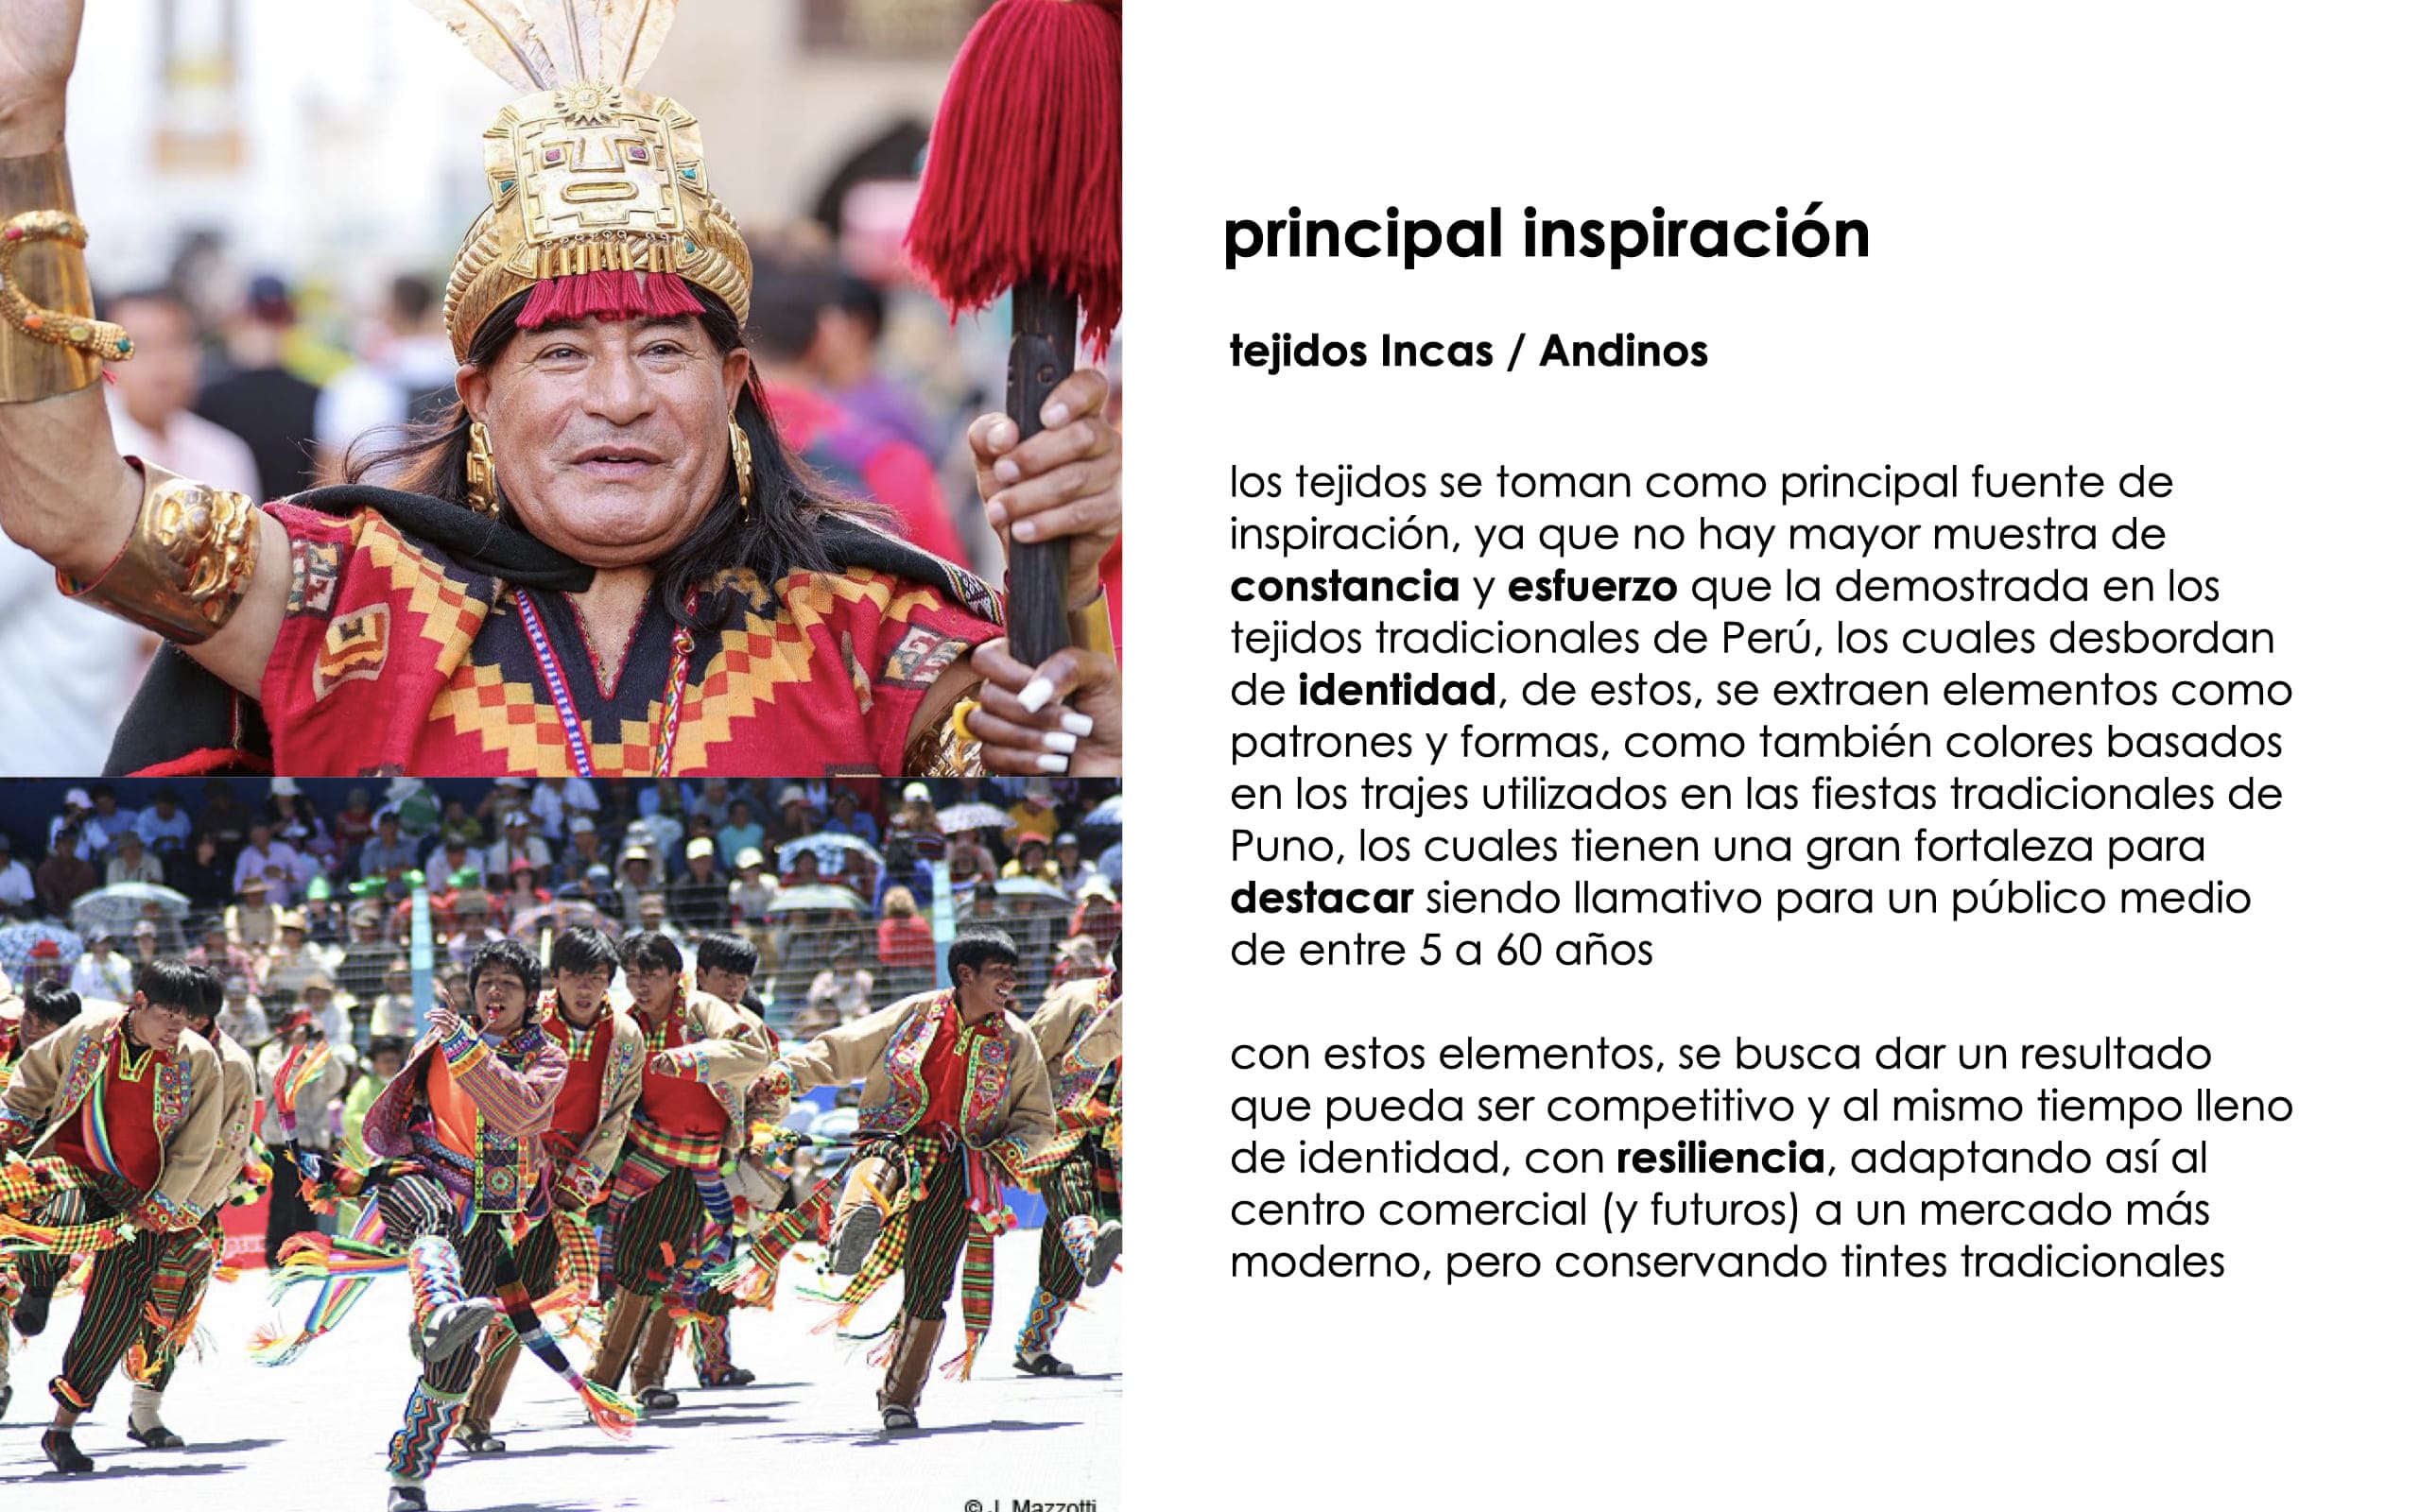 principal inspiración
tejidos Incas / Andinos
los tejidos se toman como principal fuente de
inspiración, ya que no hay mayor muestra de
constancia y esfuerzo que la demostrada en los
tejidos tradicionales de Perú, los cuales desbordan
de identidad, de estos, se extraen elementos como
patrones y formas, como también colores basados
en los trajes utilizados en las fiestas tradicionales de
Puno, los cuales tienen una gran fortaleza para
destacar siendo llamativo para un público medio
de entre 5 a 60 años
con estos elementos, se busca dar un resultado
que pueda ser competitivo y al mismo tiempo lleno
de identidad, con resiliencia, adaptando así al
centro comercial (y futuros) a un mercado más
moderno, pero conservando tintes tradicionales
© J. Mazzotti